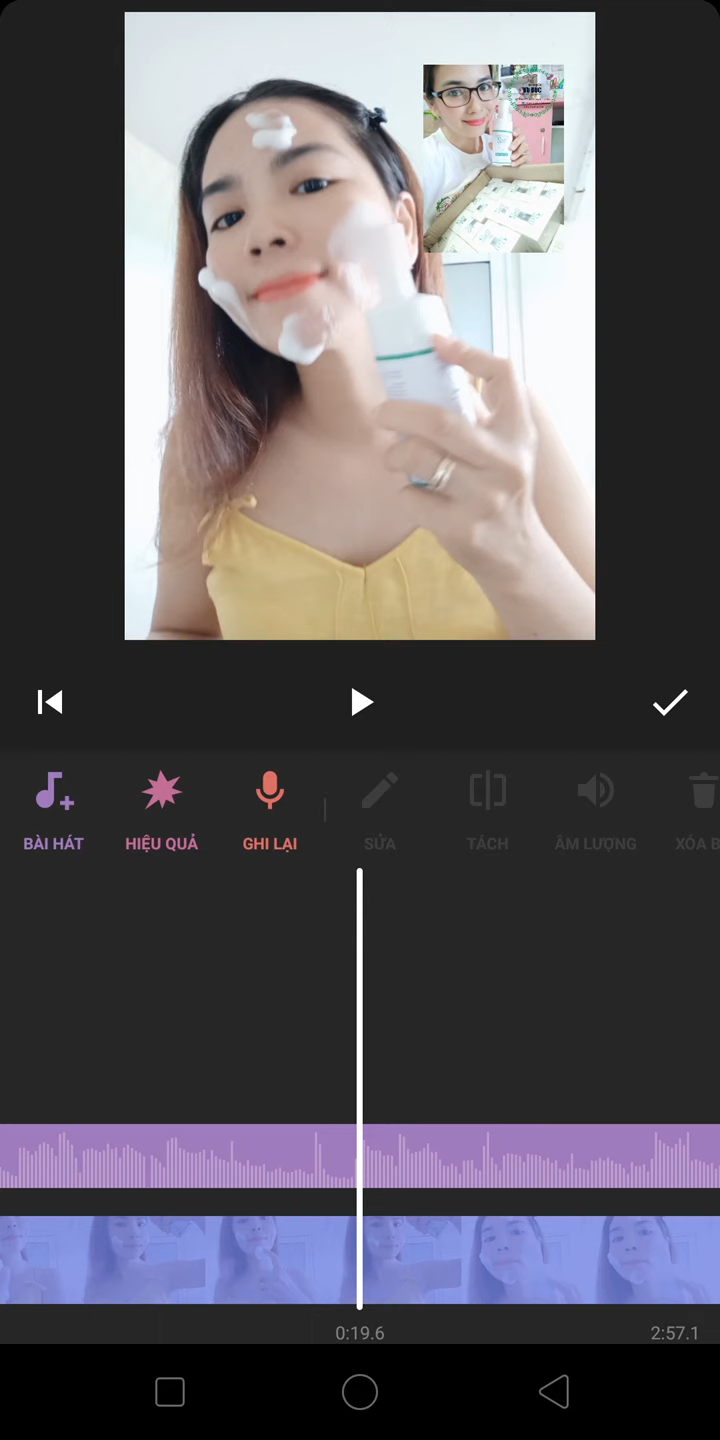 BÀI HÁT
HIỆU QUẢ
GHI LẠI
SỬA
TÁCH
ÂM LƯỢNG
XÓA B
0:19.6
2:57.1